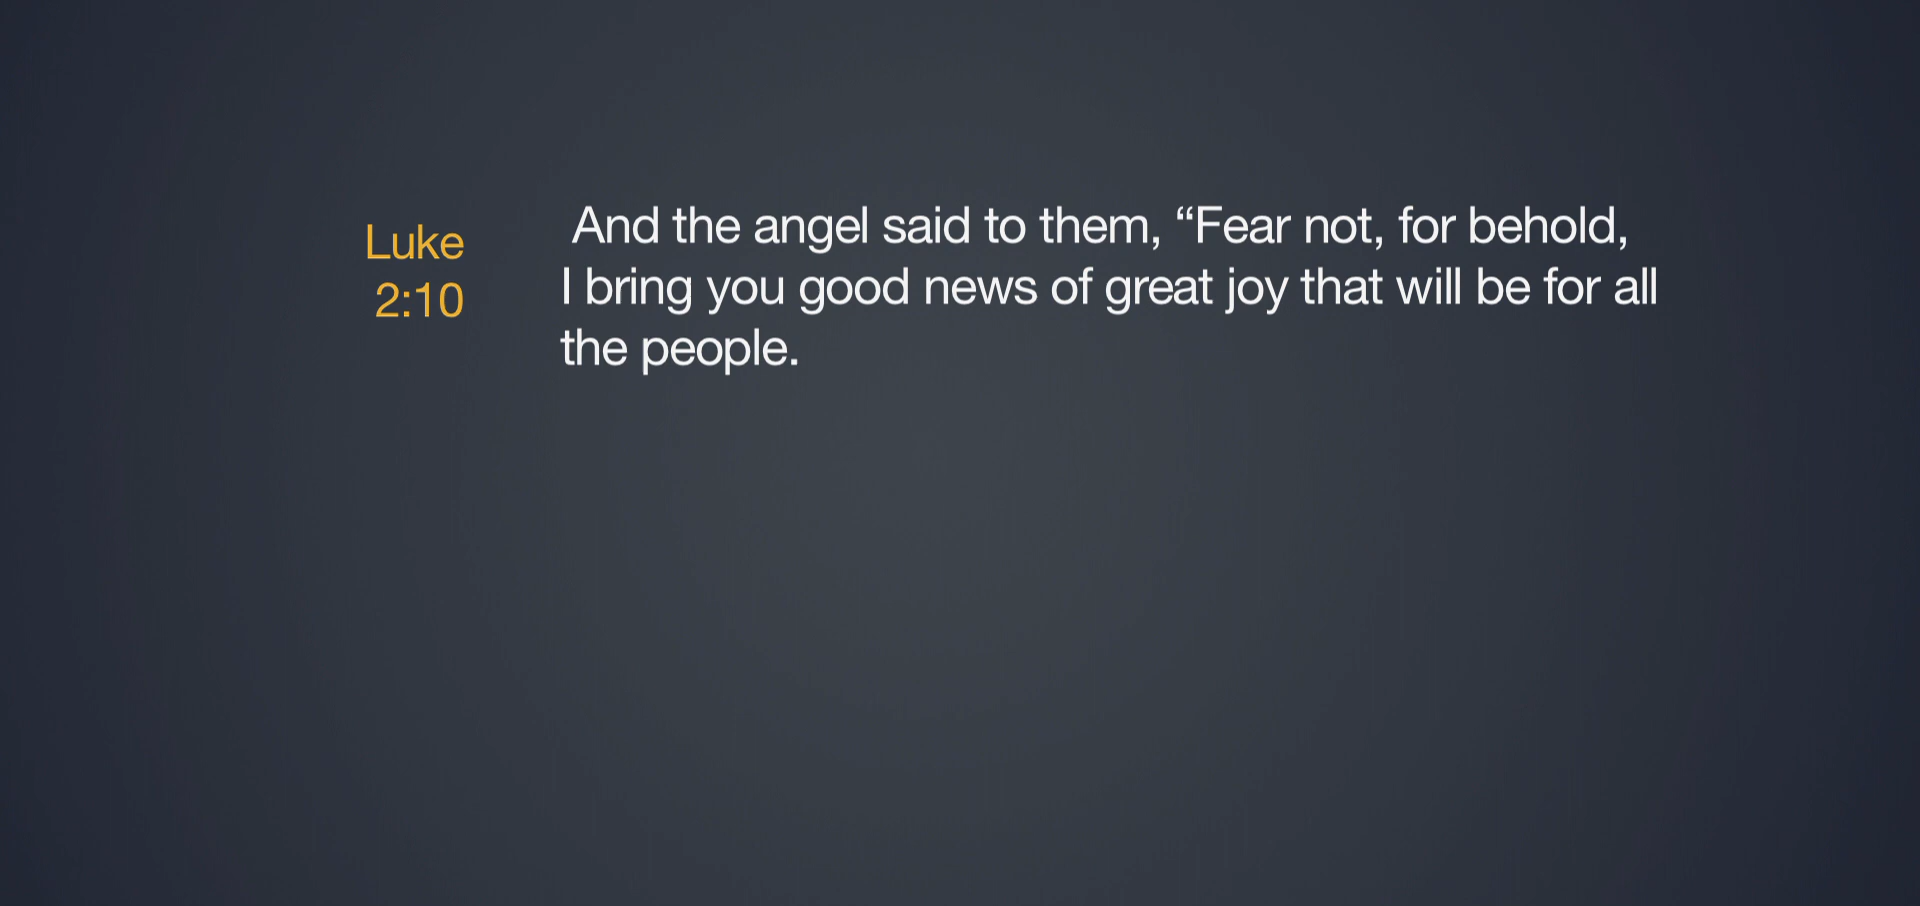 Luke
2:10
And the angel said to them, “Fear not, for behold,
I bring you good news of great joy that will be for all
the people.